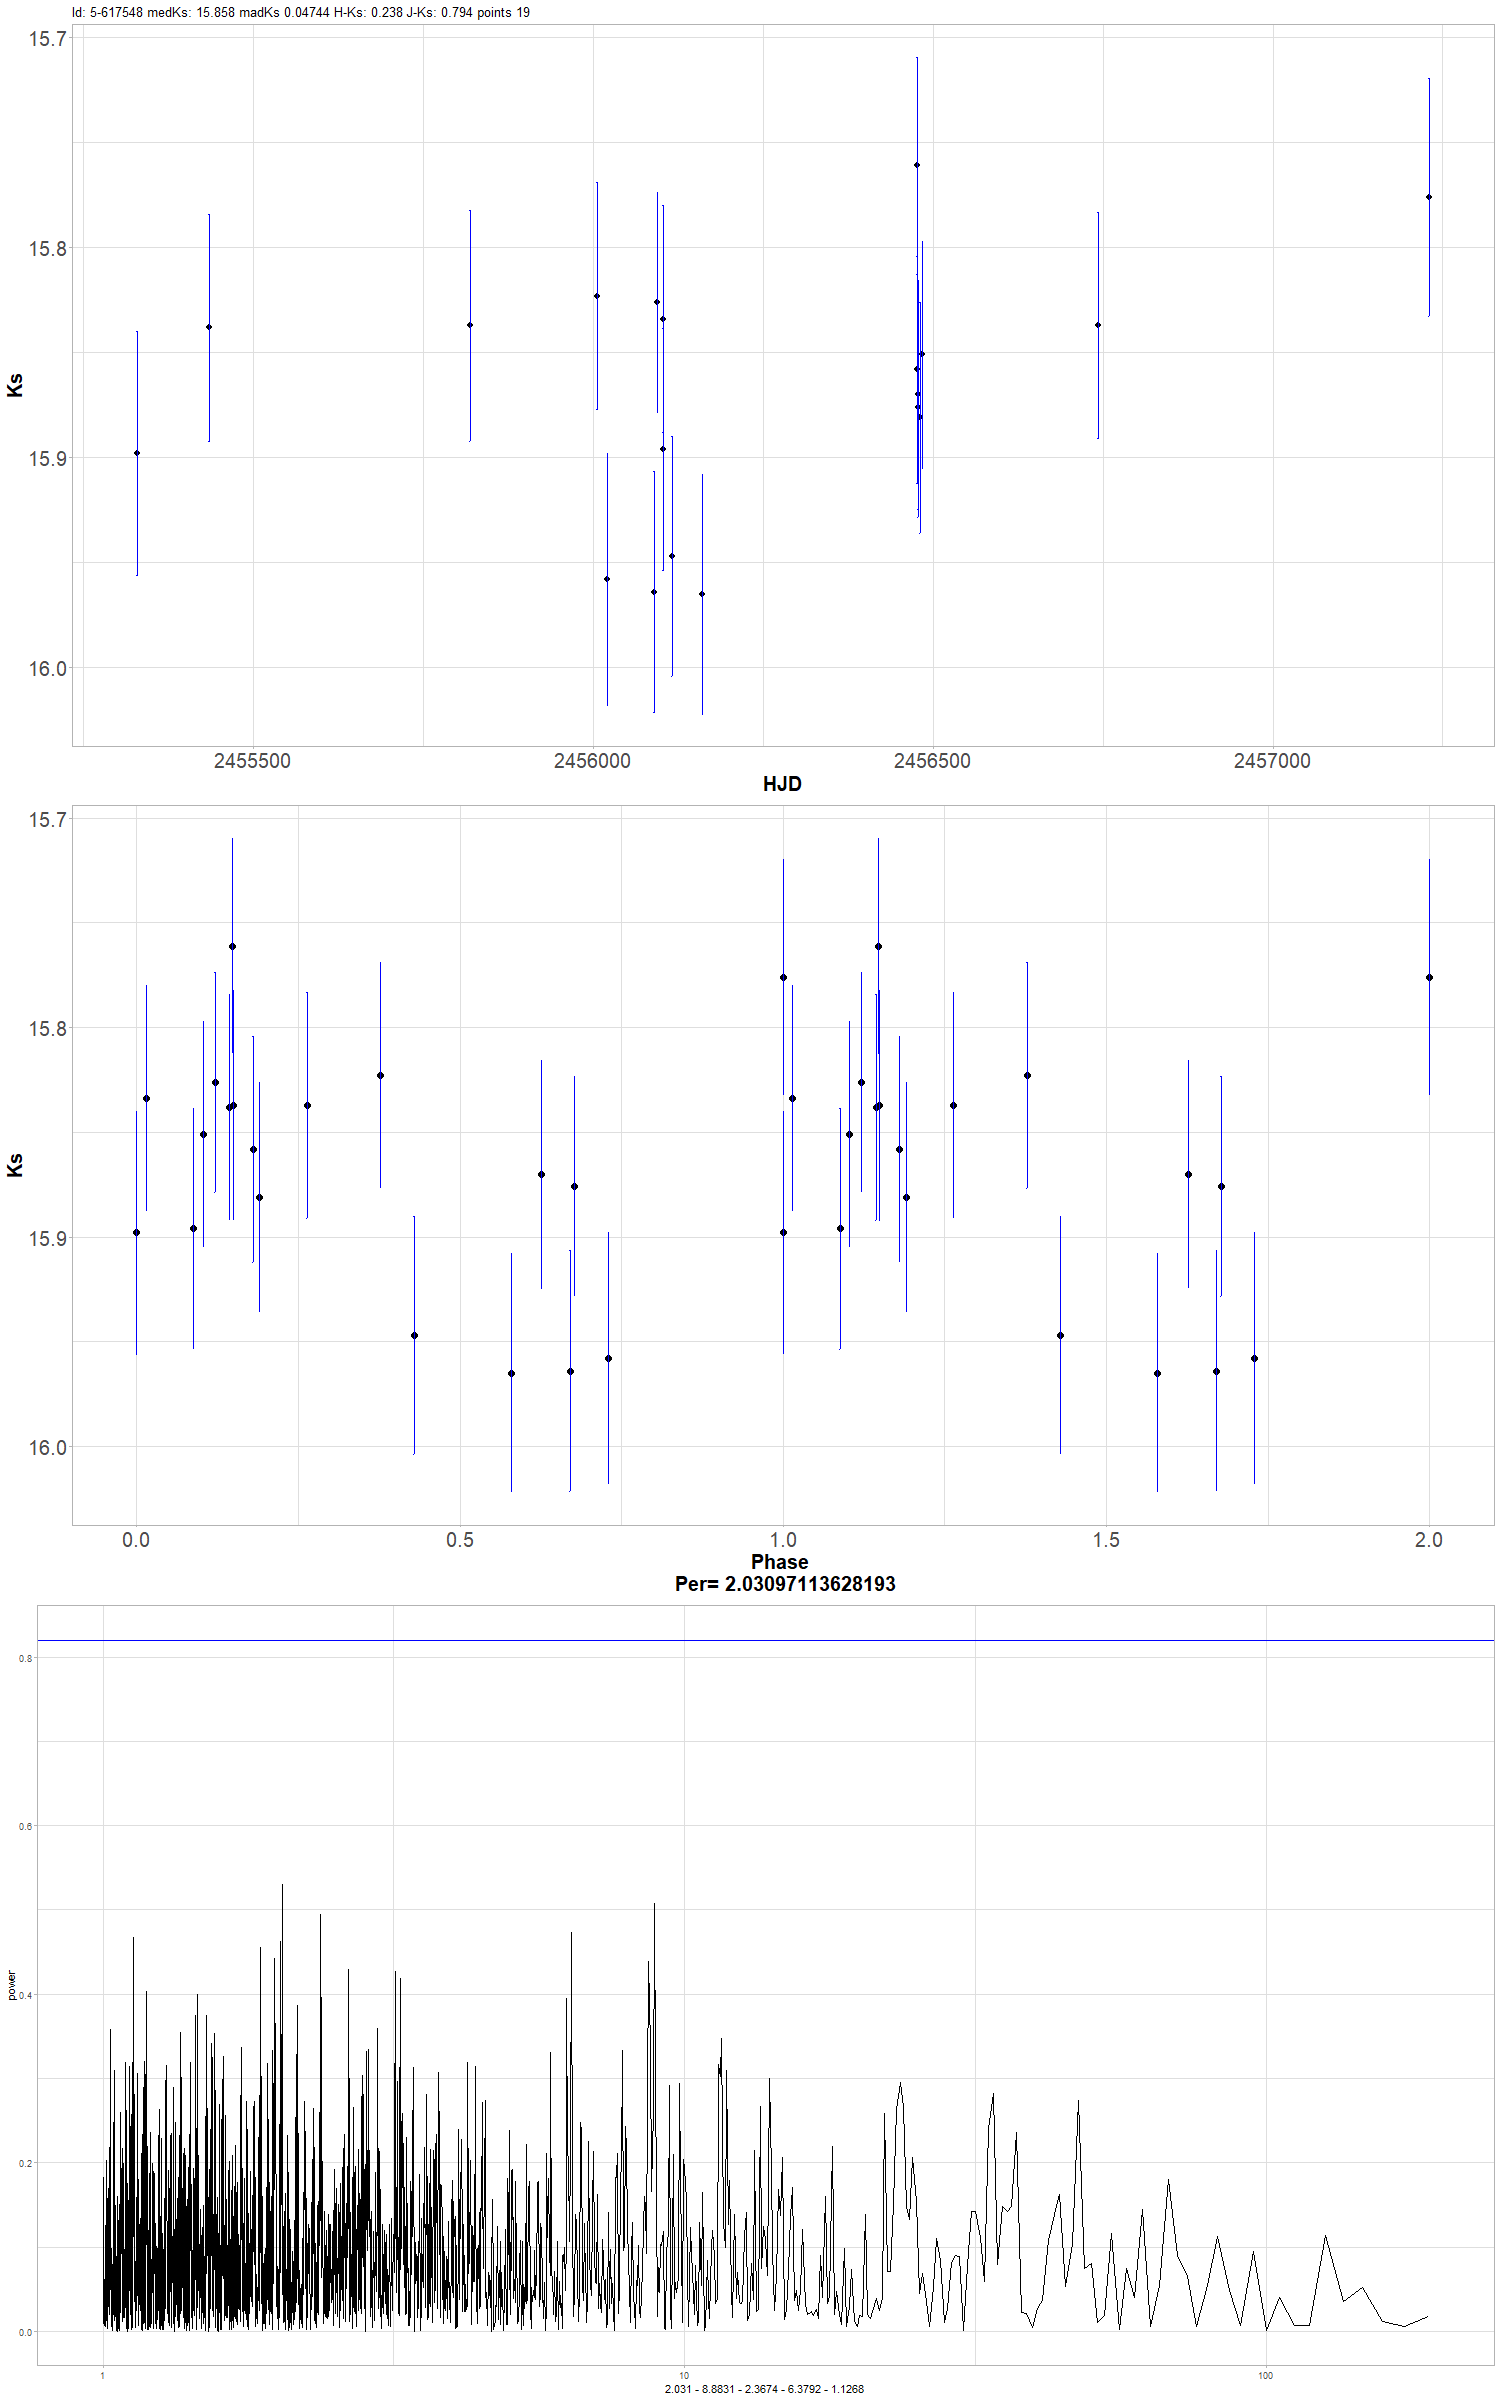 Id: 5-617548 medKs: 15.858 madKs 0.04744 H-Ks: 0.238 J-Ks: 0.794 points 19
15.7
15.8
15.9
16.0
Ks
2455500 2456000 2456500 2457000
HJD
15.7
15.8
15.9
16.0
Ks
0.0 0.5 1.0 1.5 2.0
Phase
Per= 2.03097113628193
0.8
0.6
0.4
0.2
0.0
power
1 10 100
2.031 - 8.8831 - 2.3674 - 6.3792 - 1.1268